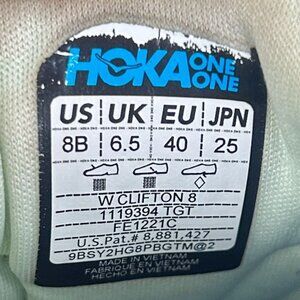 HOKA ONE ONE
US UK EU JPN
8B 6.5 40 25
W CLIFTON 8
1119394 TGT
FE1221C
U.S.Pat.# 8,881,427
9BSY2HG8PBGTM@2
MADE IN VIETNAM
FABRIQUÉ EN VIETNAM
HECHO EN VIETNAM